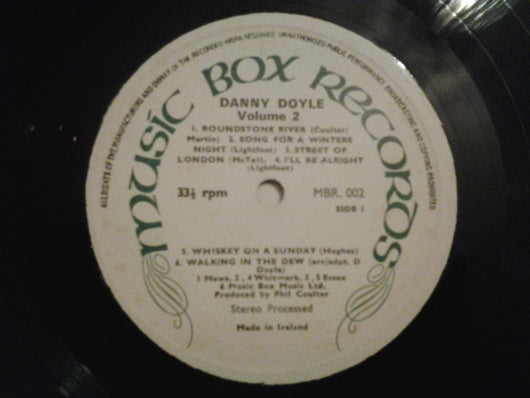 ALL RIGHTS OF THE MANUFACTURERS AND OWNER OF THE RECORDED WORK RESERVED. UNAUTHORISED PUBLIC PERFORMANCE BROADCASTING AND COPYING PROHIBITED
MUSIC BOX RECORDS
DANNY DOYLE
Volume 2
1. ROUNDSTONE RIVER (Coulter/
Martin) 2. SONG FOR A WINTERS
NIGHT (Lightfoot) 3. STREET OF
LONDON (McTell) 4. I'LL BE ALRIGHT
(Lightfoot)
33⅓ rpm
MBR. 002
SIDE 1
5. WHISKEY ON A SUNDAY (Hughes)
6. WALKING IN THE DEW (arr/adpt. D
Doyle)
1 Mews, 2, 4 Whitmark, 3, 5 Essex
6 Music Box Music Ltd,
Produced by Phil Coulter
Stereo Processed
Made in Ireland